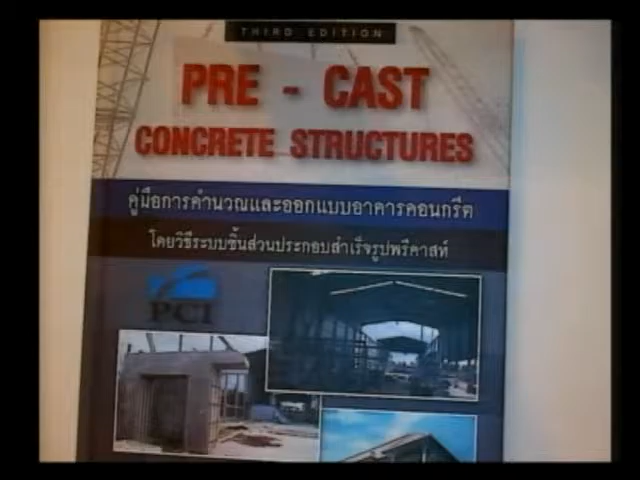 THIRD EDITION
PRE - CAST
CONCRETE STRUCTURES
คู่มือการคำนวณและออกแบบอาคารคอนกรีต
โดยวิธีระบบชิ้นส่วนประกอบสำเร็จรูปพรีคาสท์
PCI